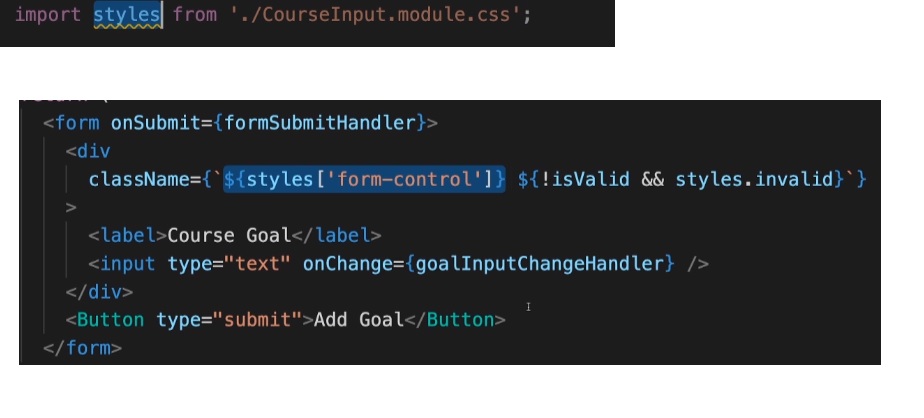 import styles from './CourseInput.module.css';
<form onSubmit={formSubmitHandler}>
<div
className={`${styles['form-control']} ${!isValid && styles.invalid}`}
>
<label>Course Goal</label>
<input type="text" onChange={goalInputChangeHandler} />
</div>
<Button type="submit">Add Goal</Button>
</form>